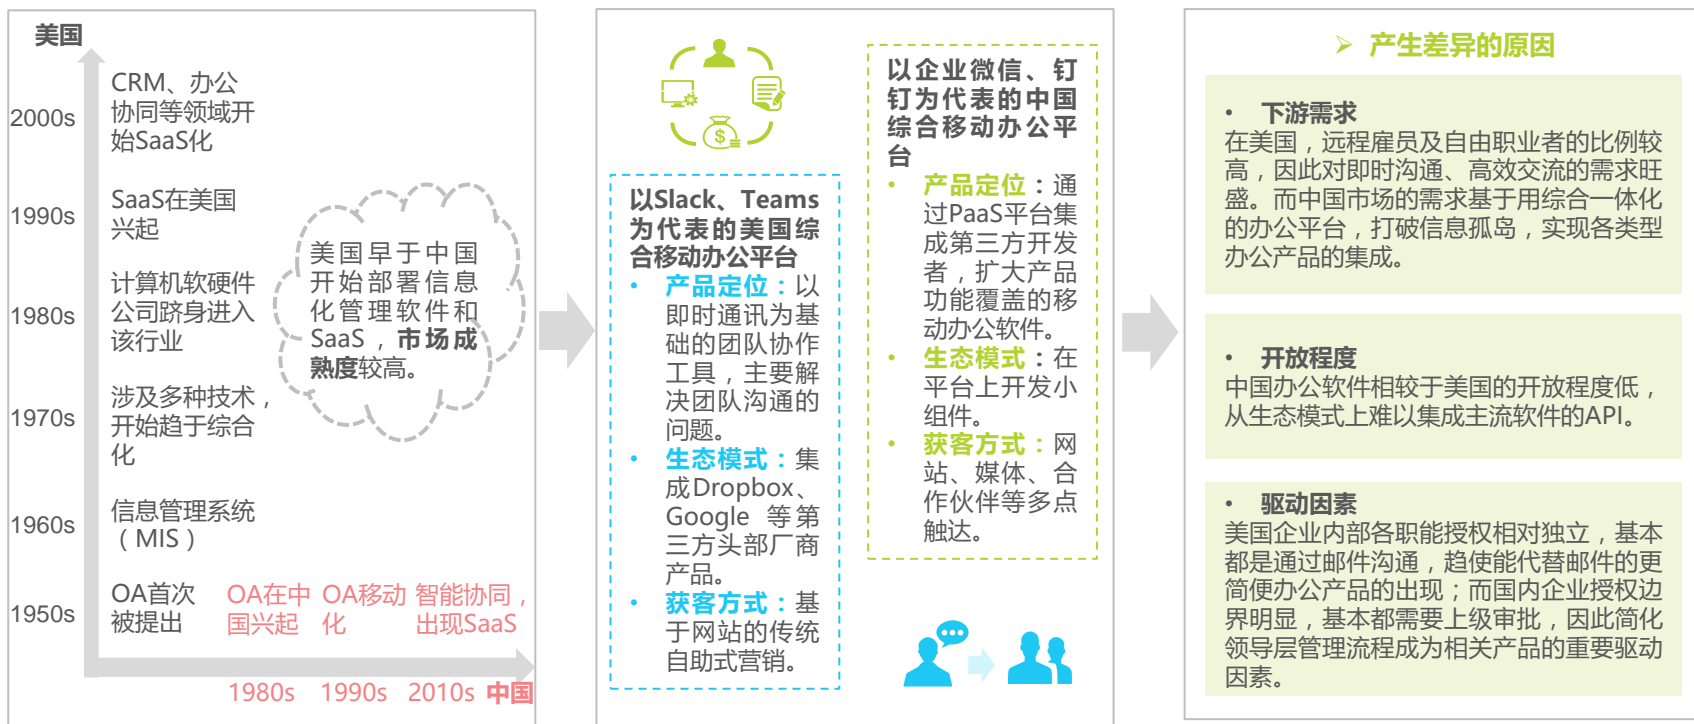 美国
2000s
CRM、办公
协同等领域开
始SaaS化
1990s
SaaS在美国
兴起
1980s
计算机软硬件
公司跻身进入
该行业
1970s
涉及多种技术，
开始趋于综合
化
1960s
信息管理系统
（MIS）
1950s
OA首次
被提出
OA在中
国兴起
OA移动
化
智能协同，
出现SaaS
1980s
1990s
2010s
中国
美国早于中国
开始部署信息
化管理软件和
SaaS，市场成
熟度较高。
以Slack、Teams
为代表的美国综
合移动办公平台
• 产品定位：以
即时通讯为基
础的团队协作
工具，主要解
决团队沟通的
问题。
• 生态模式：集
成Dropbox、
Google 等第
三方头部厂商
产品。
• 获客方式：基
于网站的传统
自助式营销。
以企业微信、钉
钉为代表的中国
综合移动办公平
台
• 产品定位：通
过PaaS平台集
成第三方开发
者，扩大产品
功能覆盖的移
动办公软件。
• 生态模式：在
平台上开发小
组件。
• 获客方式：网
站、媒体、合
作伙伴等多点
触达。
➢ 产生差异的原因
• 下游需求
在美国，远程雇员及自由职业者的比例较
高，因此对即时沟通、高效交流的需求旺
盛。而中国市场的需求基于用综合一体化
的办公平台，打破信息孤岛，实现各类型
办公产品的集成。
• 开放程度
中国办公软件相较于美国的开放程度低，
从生态模式上难以集成主流软件的API。
• 驱动因素
美国企业内部各职能授权相对独立，基本
都是通过邮件沟通，趋使能代替邮件的更
简便办公产品的出现；而国内企业授权边
界明显，基本都需要上级审批，因此简化
领导层管理流程成为相关产品的重要驱动
因素。